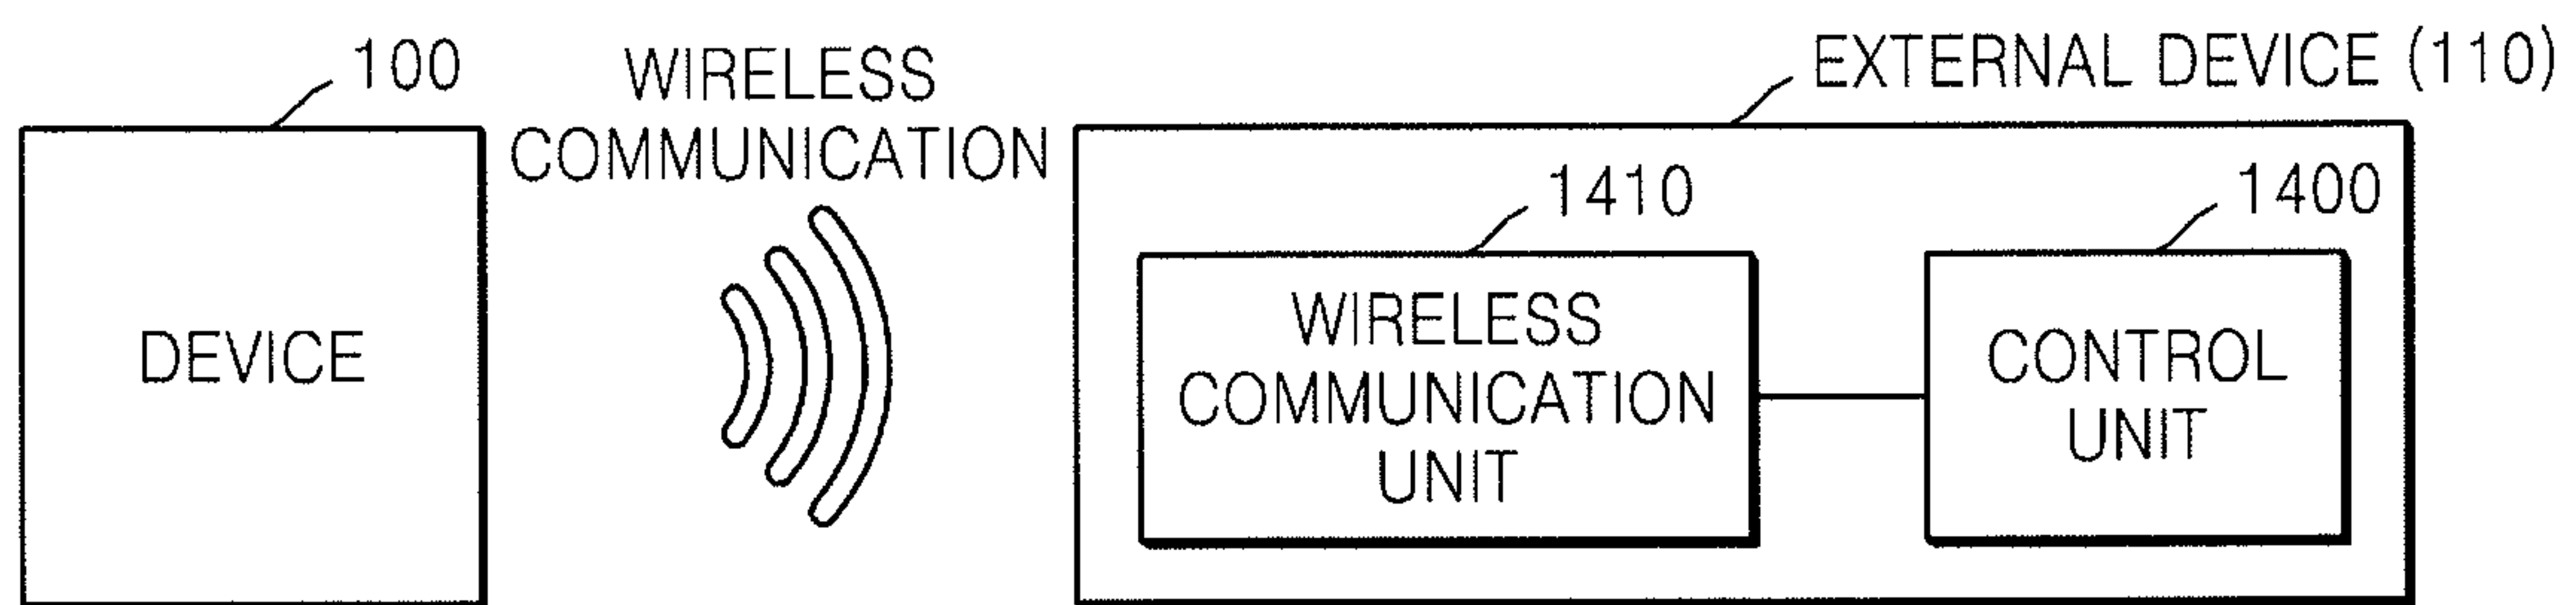 100
WIRELESS
COMMUNICATION
EXTERNAL DEVICE (110)
DEVICE
1410
WIRELESS
COMMUNICATION
UNIT
1400
CONTROL
UNIT